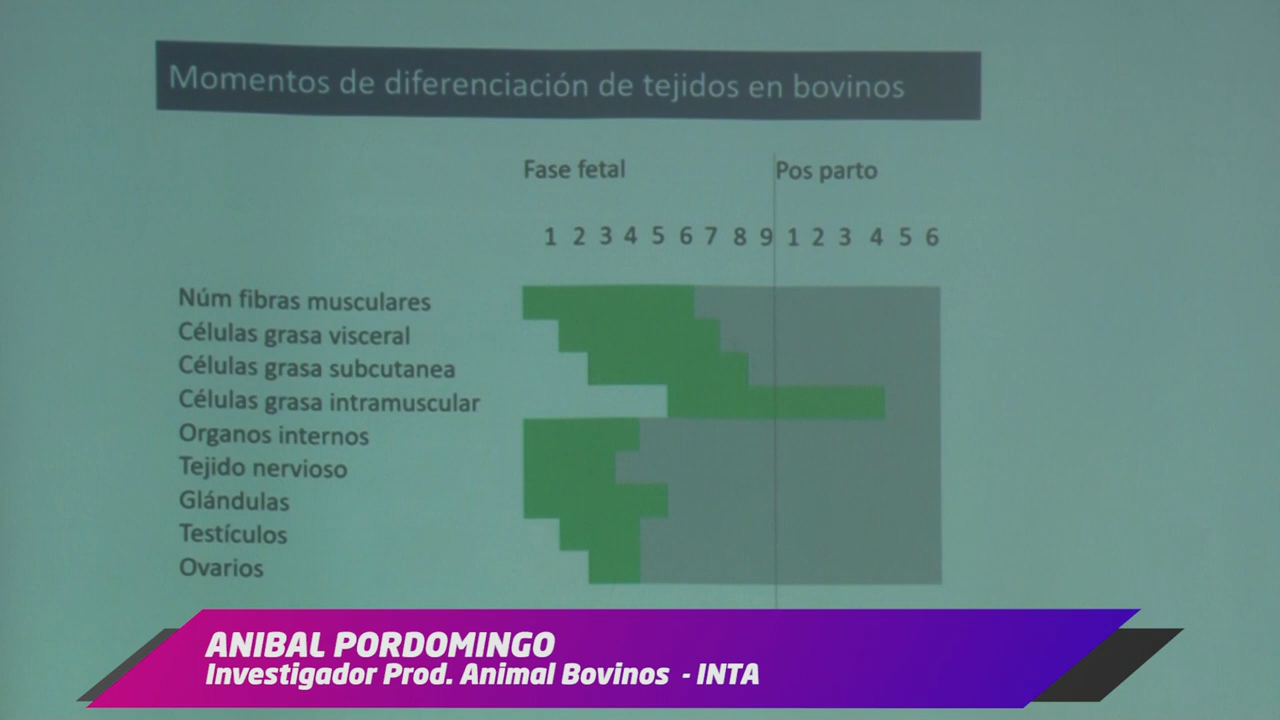 Momentos de diferenciación de tejidos en bovinos
Fase fetal Pos parto
1 2 3 4 5 6 7 8 9 1 2 3 4 5 6
Núm fibras musculares
Células grasa visceral
Células grasa subcutanea
Células grasa intramuscular
Organos internos
Tejido nervioso
Glándulas
Testículos
Ovarios
ANIBAL PORDOMINGO
Investigador Prod. Animal Bovinos - INTA